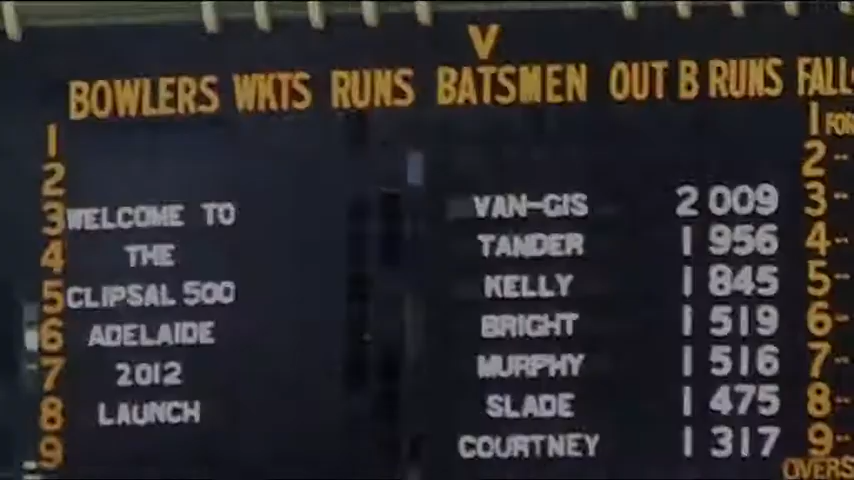 V
BOWLERS WKTS RUNS BATSMEN OUT B RUNS FALLS
1 1 FOR
2 2--
3 WELCOME TO VAN-GIS 2 009 3-
4 THE TANDER 1 956 4-
5 CLIPSAL 500 KELLY 1 845 5-
6 ADELAIDE BRIGHT 1 519 6-
7 2012 MURPHY 1 516 7-
8 LAUNCH SLADE 1 475 8-
9 COURTNEY 1 317 9--
OVERS